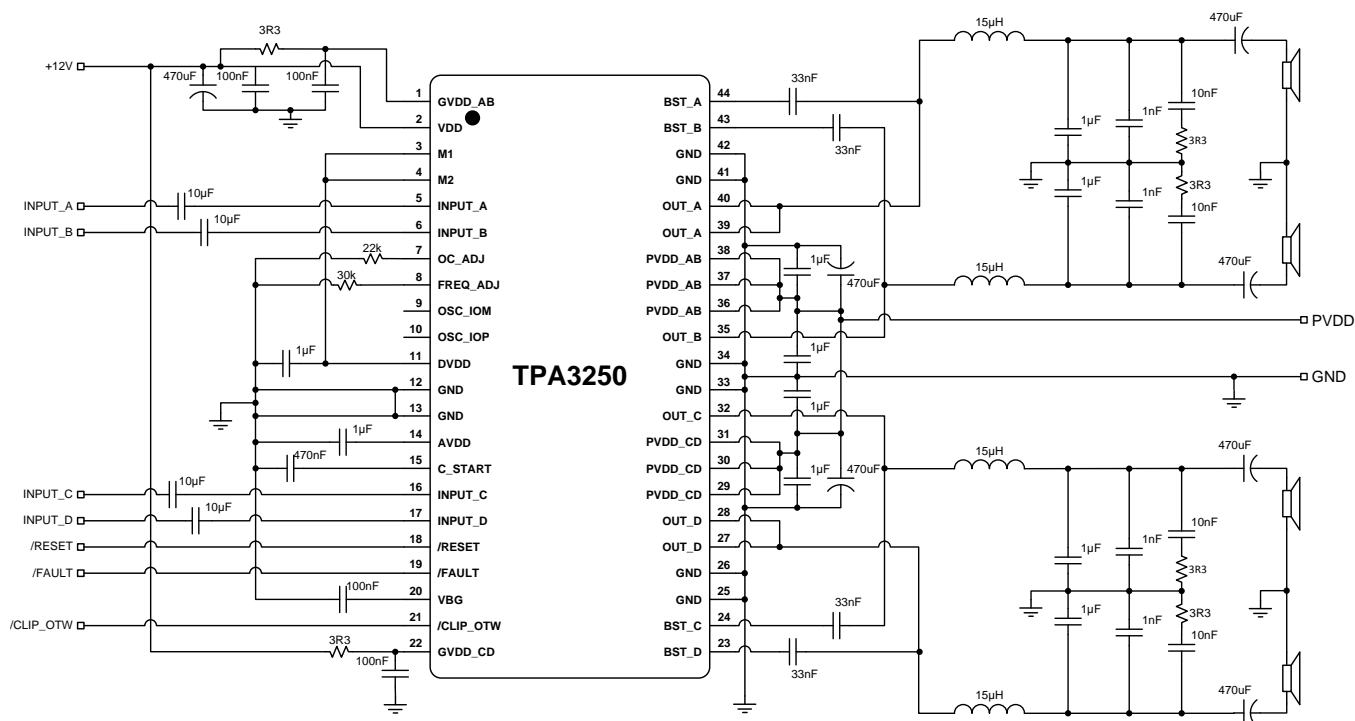 470uF
15µH
3R3
+12V
470uF
100nF
100nF
33nF
1
GVDD_AB
BST_A
44
10nF
1nF
2
VDD
BST_B
43
1µF
3R3
33nF
3
M1
GND
42
4
M2
GND
41
1µF
1nF
3R3
10nF
10µF
INPUT_A
5
INPUT_A
OUT_A
40
10µF
INPUT_B
6
INPUT_B
OUT_A
39
22k
7
OC_ADJ
PVDD_AB
38
1µF
470uF
15µH
470uF
30k
8
FREQ_ADJ
PVDD_AB
37
9
OSC_IOM
PVDD_AB
36
PVDD
10
OSC_IOP
OUT_B
35
1µF
1µF
11
DVDD
GND
34
TPA3250
12
GND
GND
33
GND
1µF
13
GND
OUT_C
32
1µF
14
AVDD
PVDD_CD
31
470uF
15µH
470nF
15
C_START
PVDD_CD
30
1µF
470uF
10µF
INPUT_C
16
INPUT_C
PVDD_CD
29
10µF
INPUT_D
17
INPUT_D
OUT_D
28
10nF
1nF
/RESET
18
/RESET
OUT_D
27
1µF
3R3
/FAULT
19
/FAULT
GND
26
100nF
20
VBG
GND
25
1µF
1nF
3R3
10nF
33nF
/CLIP_OTW
21
/CLIP_OTW
BST_C
24
3R3
100nF
22
GVDD_CD
BST_D
23
33nF
15µH
470uF